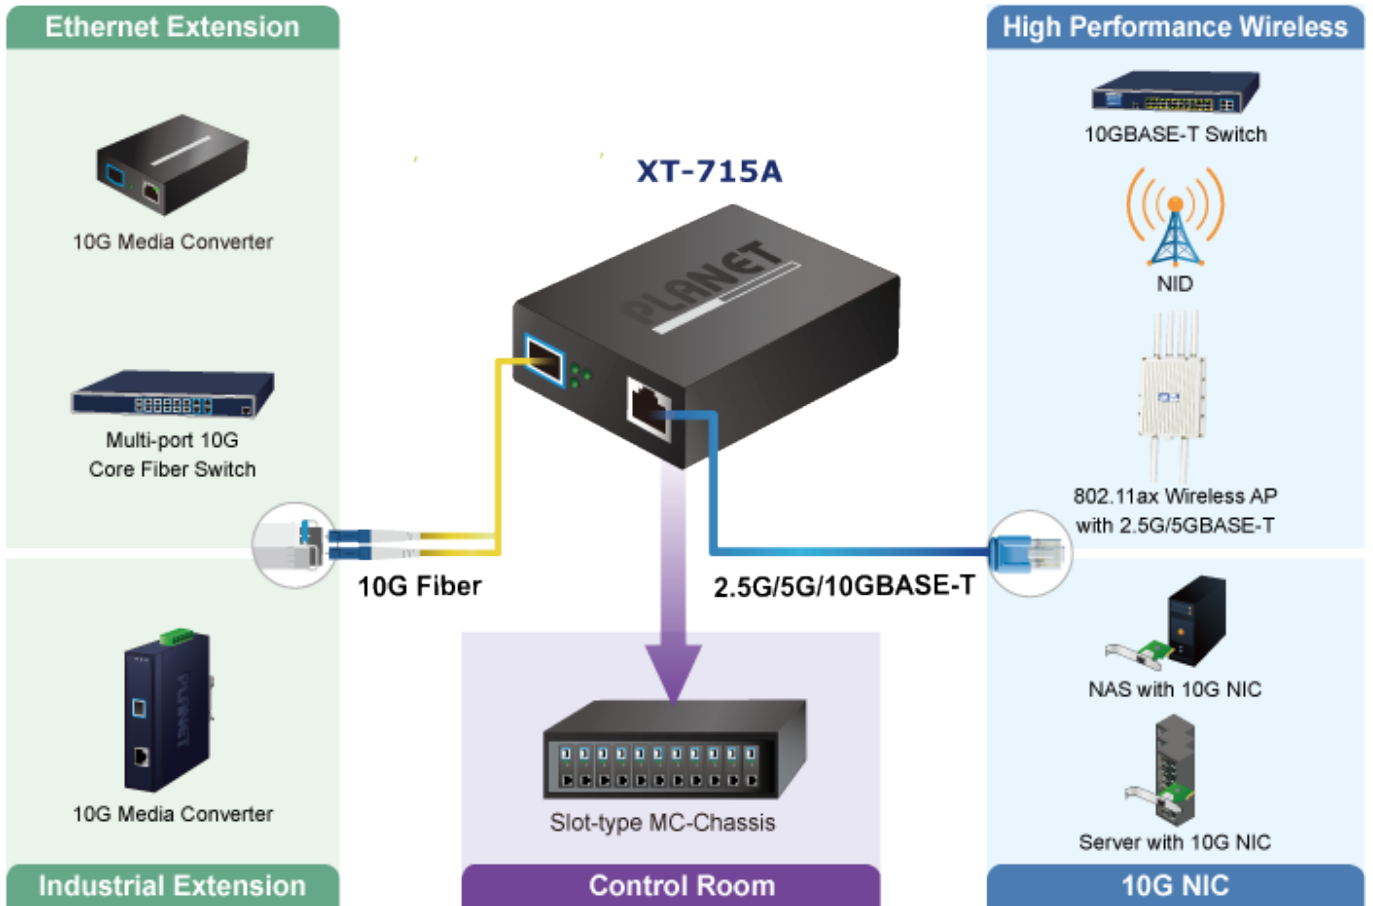 Ethernet Extension
10G Media Converter
Multi-port 10G
Core Fiber Switch
10G Media Converter
Industrial Extension
XT-715A
PLANET
10G Fiber
2.5G/5G/10GBASE-T
Slot-type MC-Chassis
Control Room
High Performance Wireless
10GBASE-T Switch
NID
802.11ax Wireless AP
with 2.5G/5GBASE-T
NAS with 10G NIC
Server with 10G NIC
10G NIC
PLANET